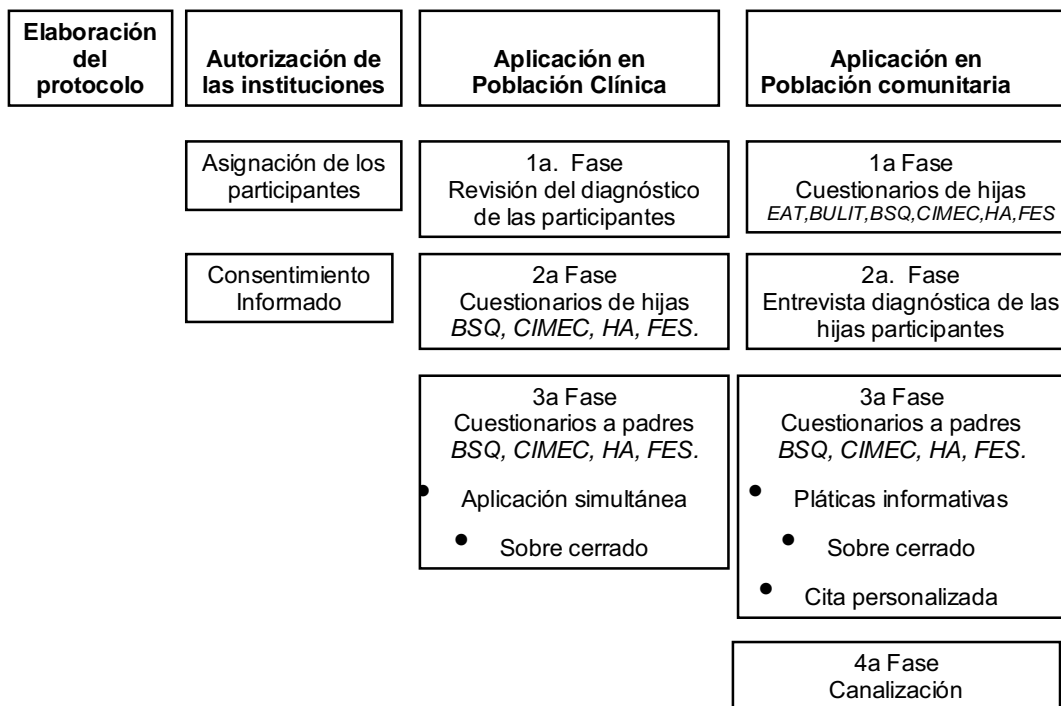 Elaboración
del
protocolo
Autorización de
las instituciones
Aplicación en
Población Clínica
Aplicación en
Población comunitaria
Asignación de los
participantes
1a. Fase
Revisión del diagnóstico
de las participantes
1a Fase
Cuestionarios de hijas
EAT,BULIT,BSQ,CIMEC,HA,FES
Consentimiento
Informado
2a Fase
Cuestionarios de hijas
BSQ, CIMEC, HA, FES.
2a. Fase
Entrevista diagnóstica de las
hijas participantes
3a Fase
Cuestionarios a padres
BSQ, CIMEC, HA, FES.
• Aplicación simultánea
• Sobre cerrado
3a Fase
Cuestionarios a padres
BSQ, CIMEC, HA, FES.
• Pláticas informativas
• Sobre cerrado
• Cita personalizada
4a Fase
Canalización